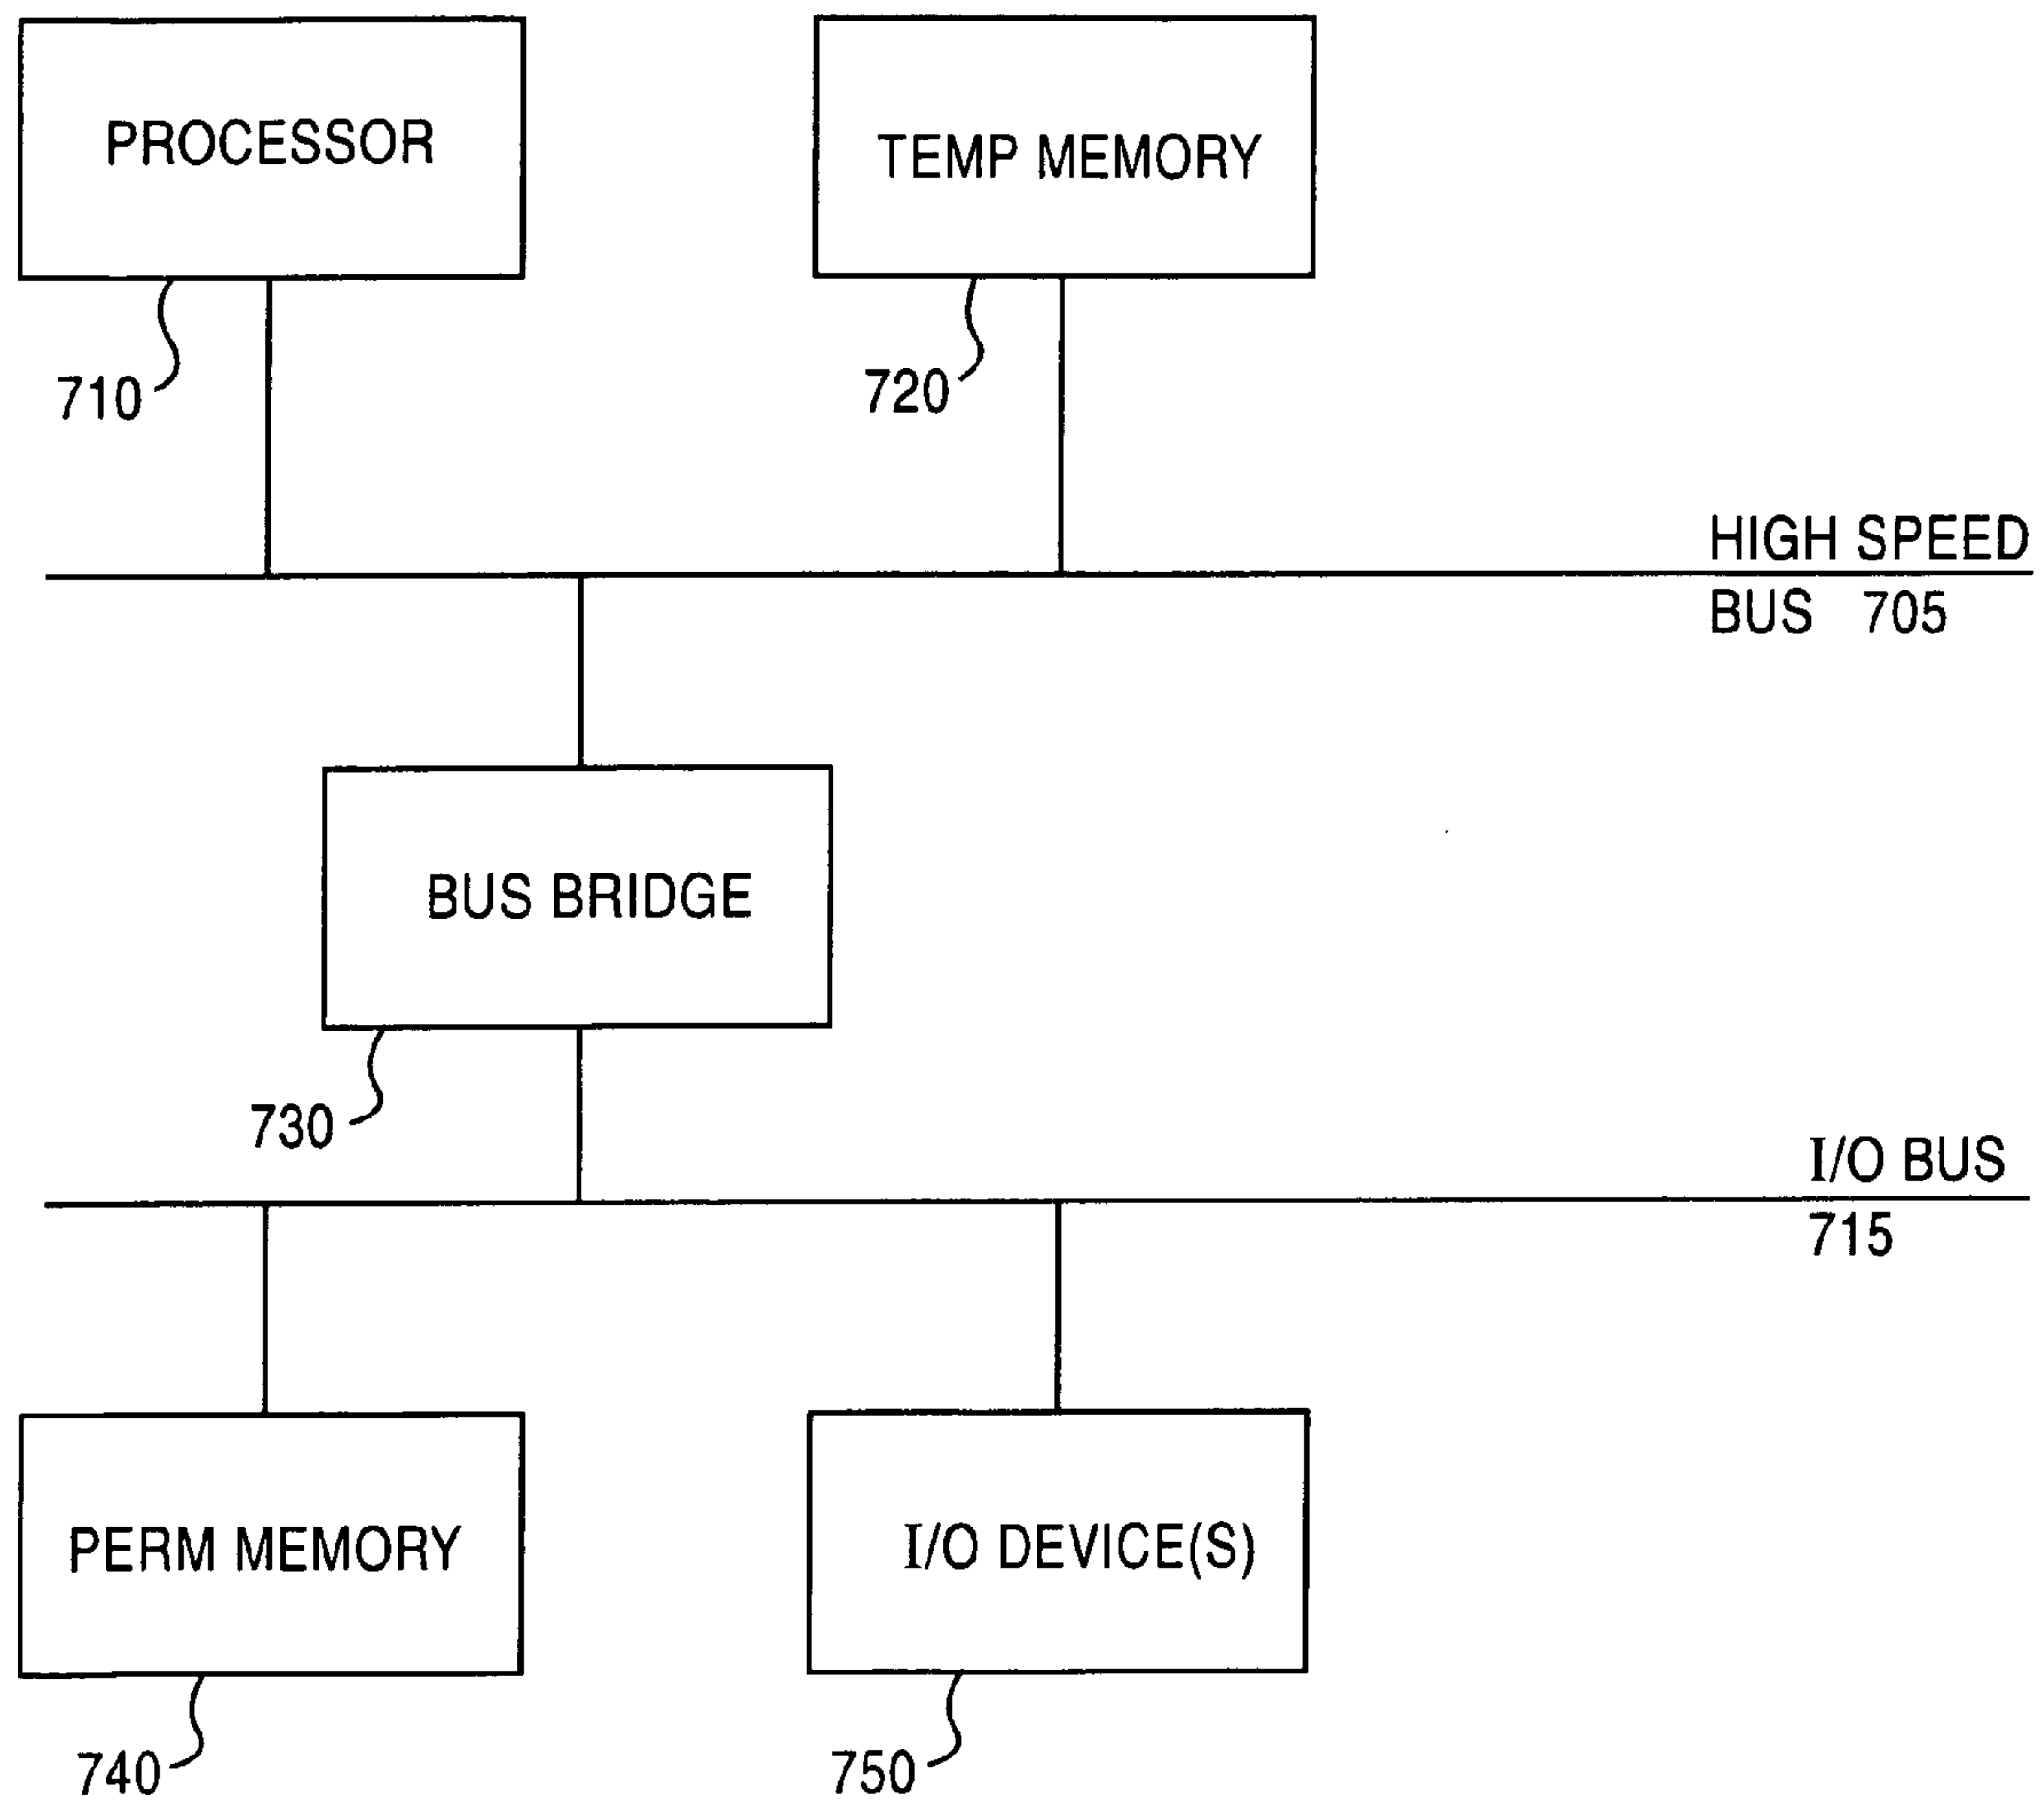 PROCESSOR
TEMP MEMORY
710
720
HIGH SPEED
BUS 705
BUS BRIDGE
730
I/O BUS
715
PERM MEMORY
I/O DEVICE(S)
740
750